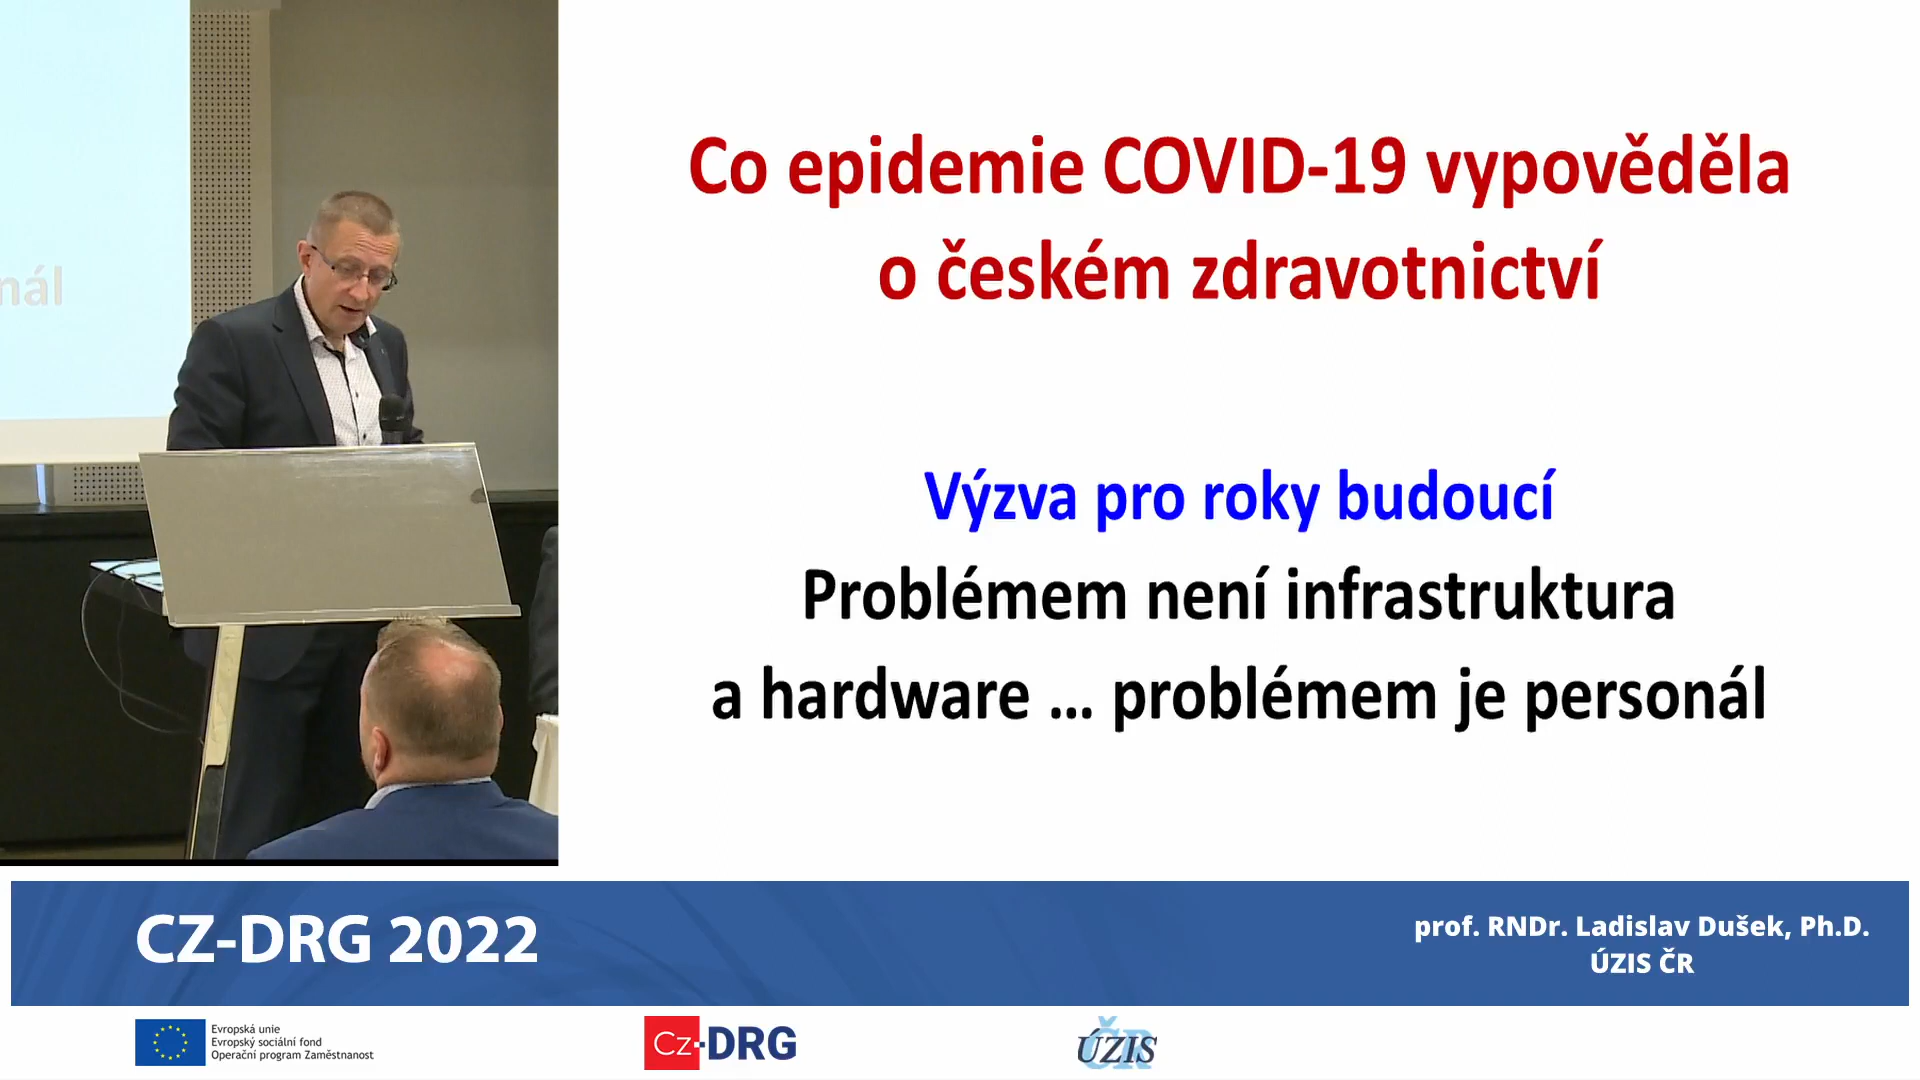 nál
Co epidemie COVID-19 vypověděla
o českém zdravotnictví
Výzva pro roky budoucí
Problémem není infrastruktura
a hardware ... problémem je personál
CZ-DRG 2022
prof. RNDr. Ladislav Dušek, Ph.D.
ÚZIS ČR
Evropská unie
Evropský sociální fond
Operační program Zaměstnanost
Cz-DRG
ÚZIS ČR